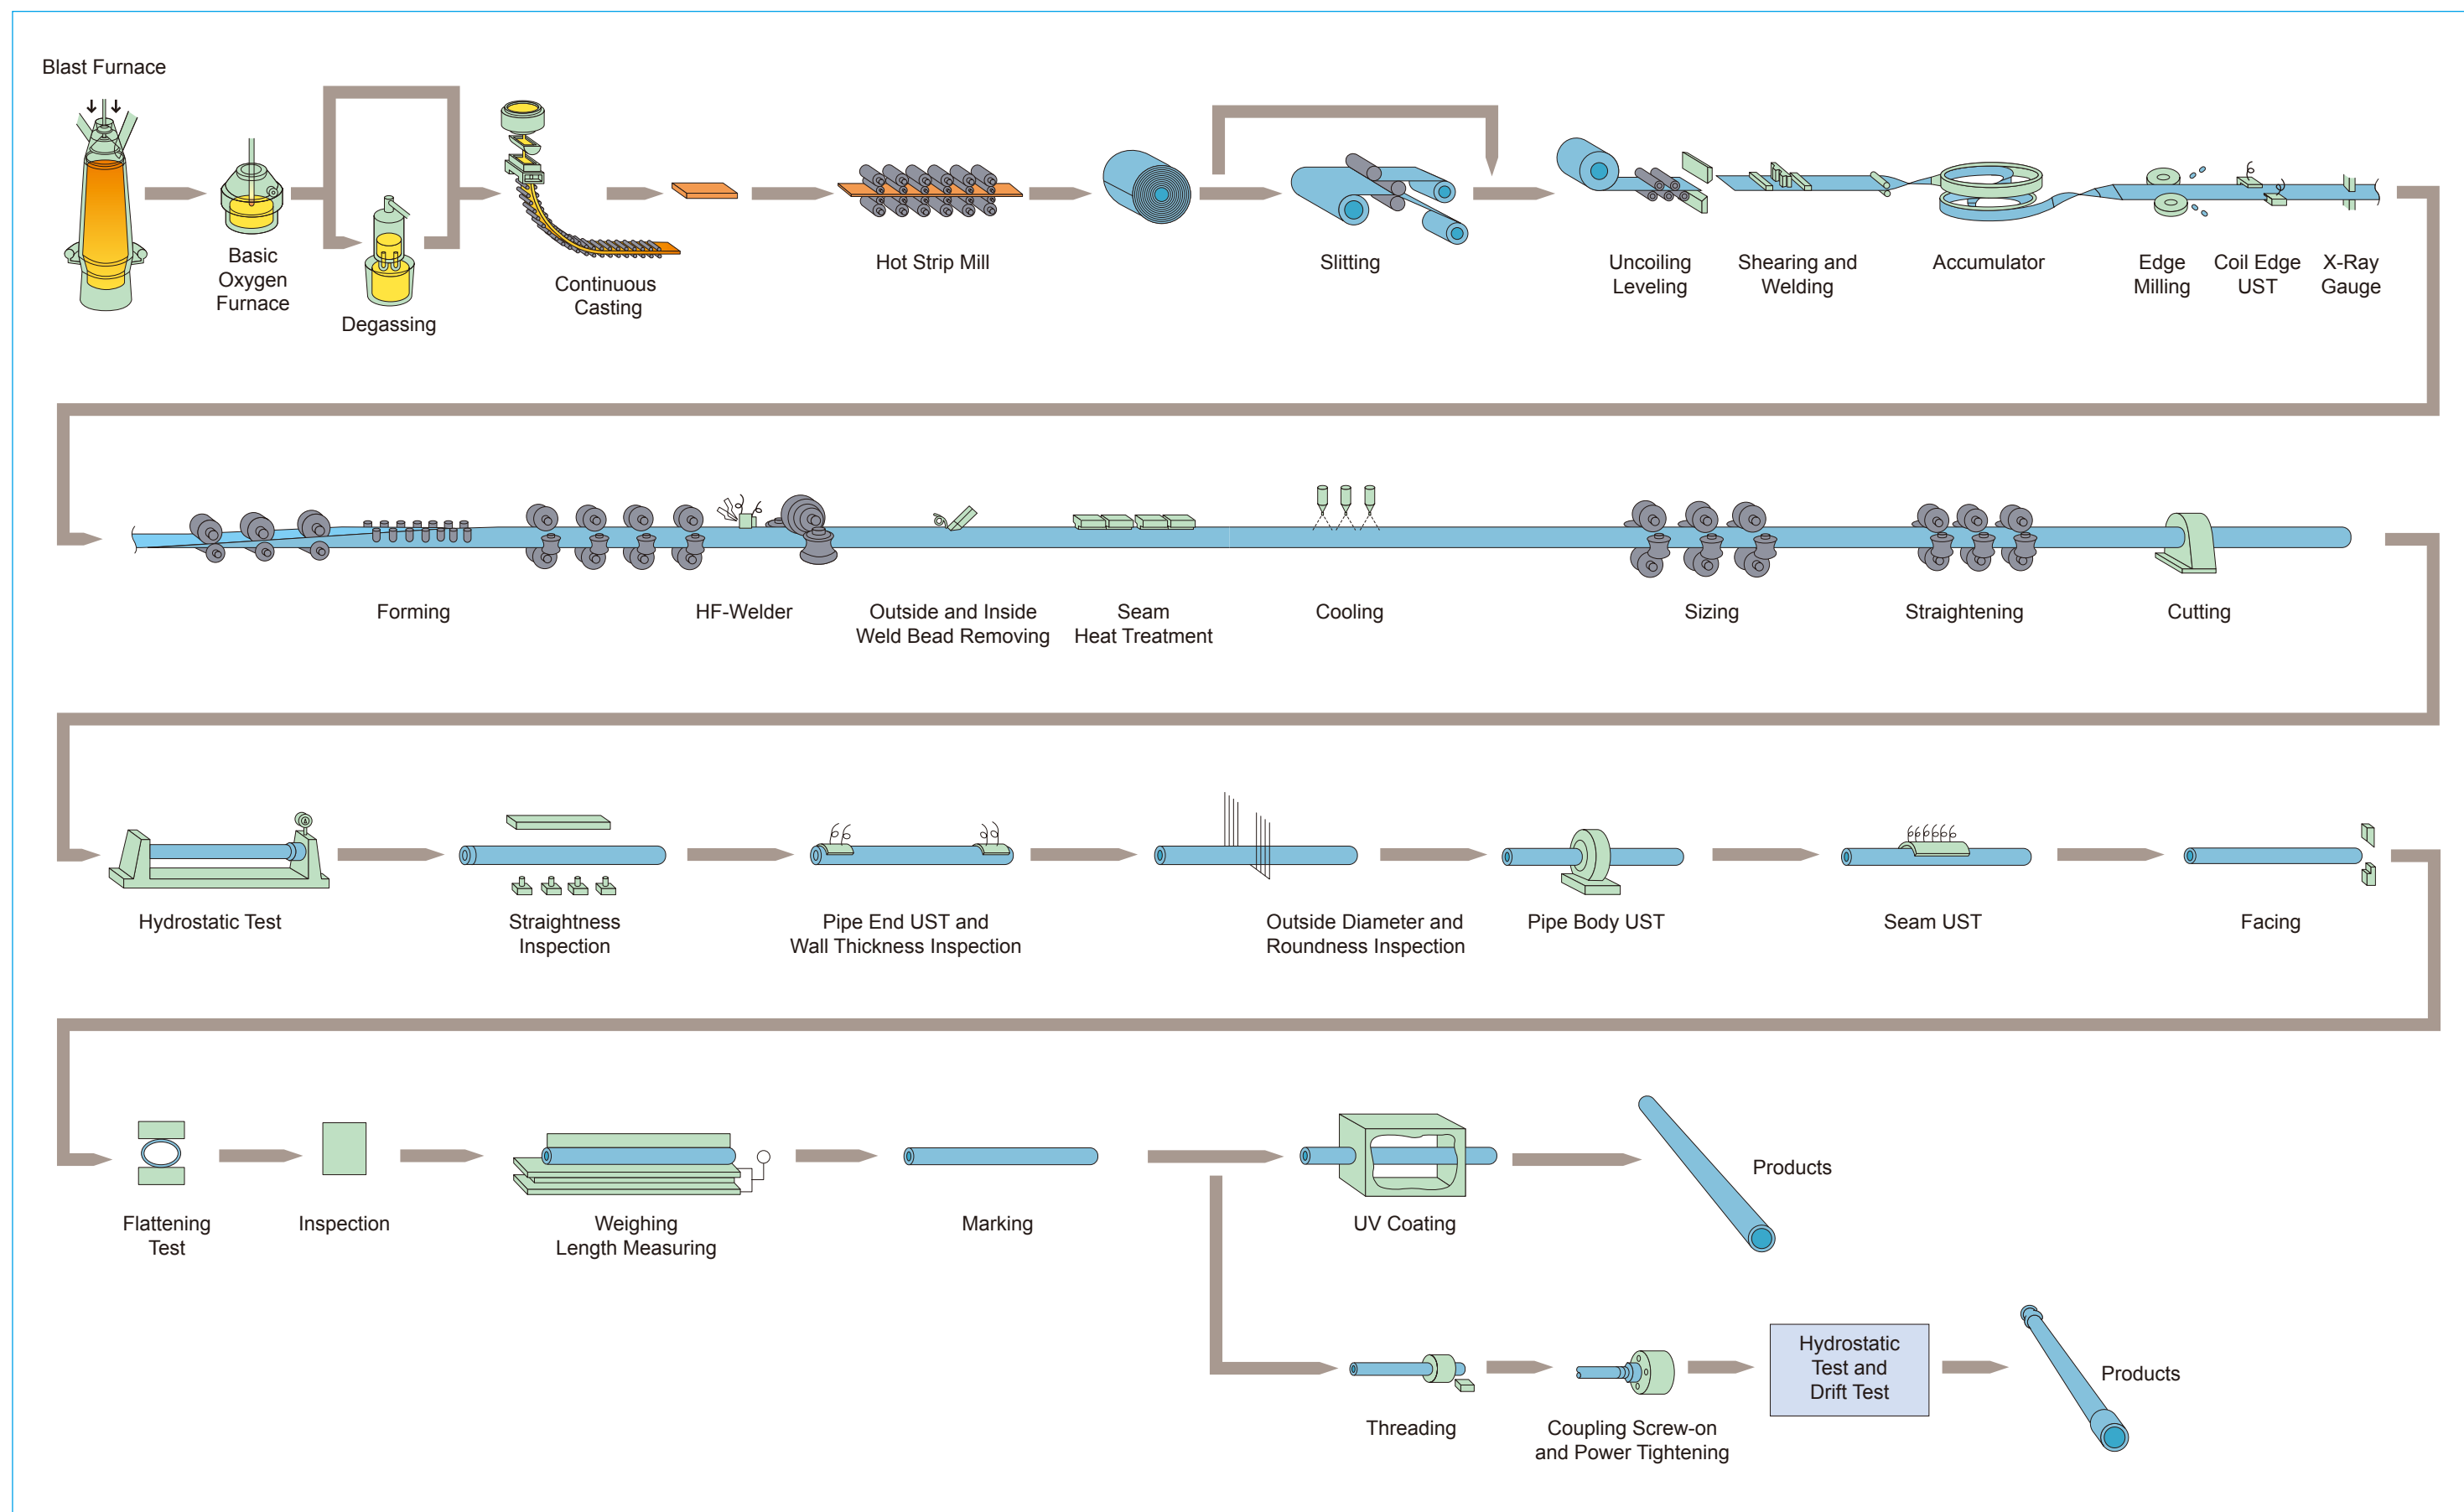 Blast Furnace
Basic
Oxygen
Furnace
Degassing
Continuous
Casting
Hot Strip Mill
Slitting
Uncoiling
Leveling
Shearing and
Welding
Accumulator
Edge
Milling
Coil Edge
UST
X-Ray
Gauge
Forming
HF-Welder
Outside and Inside
Weld Bead Removing
Seam
Heat Treatment
Cooling
Sizing
Straightening
Cutting
Hydrostatic Test
Straightness
Inspection
Pipe End UST and
Wall Thickness Inspection
Outside Diameter and
Roundness Inspection
Pipe Body UST
Seam UST
Facing
Flattening
Test
Inspection
Weighing
Length Measuring
Marking
UV Coating
Products
Threading
Coupling Screw-on
and Power Tightening
Hydrostatic
Test and
Drift Test
Products